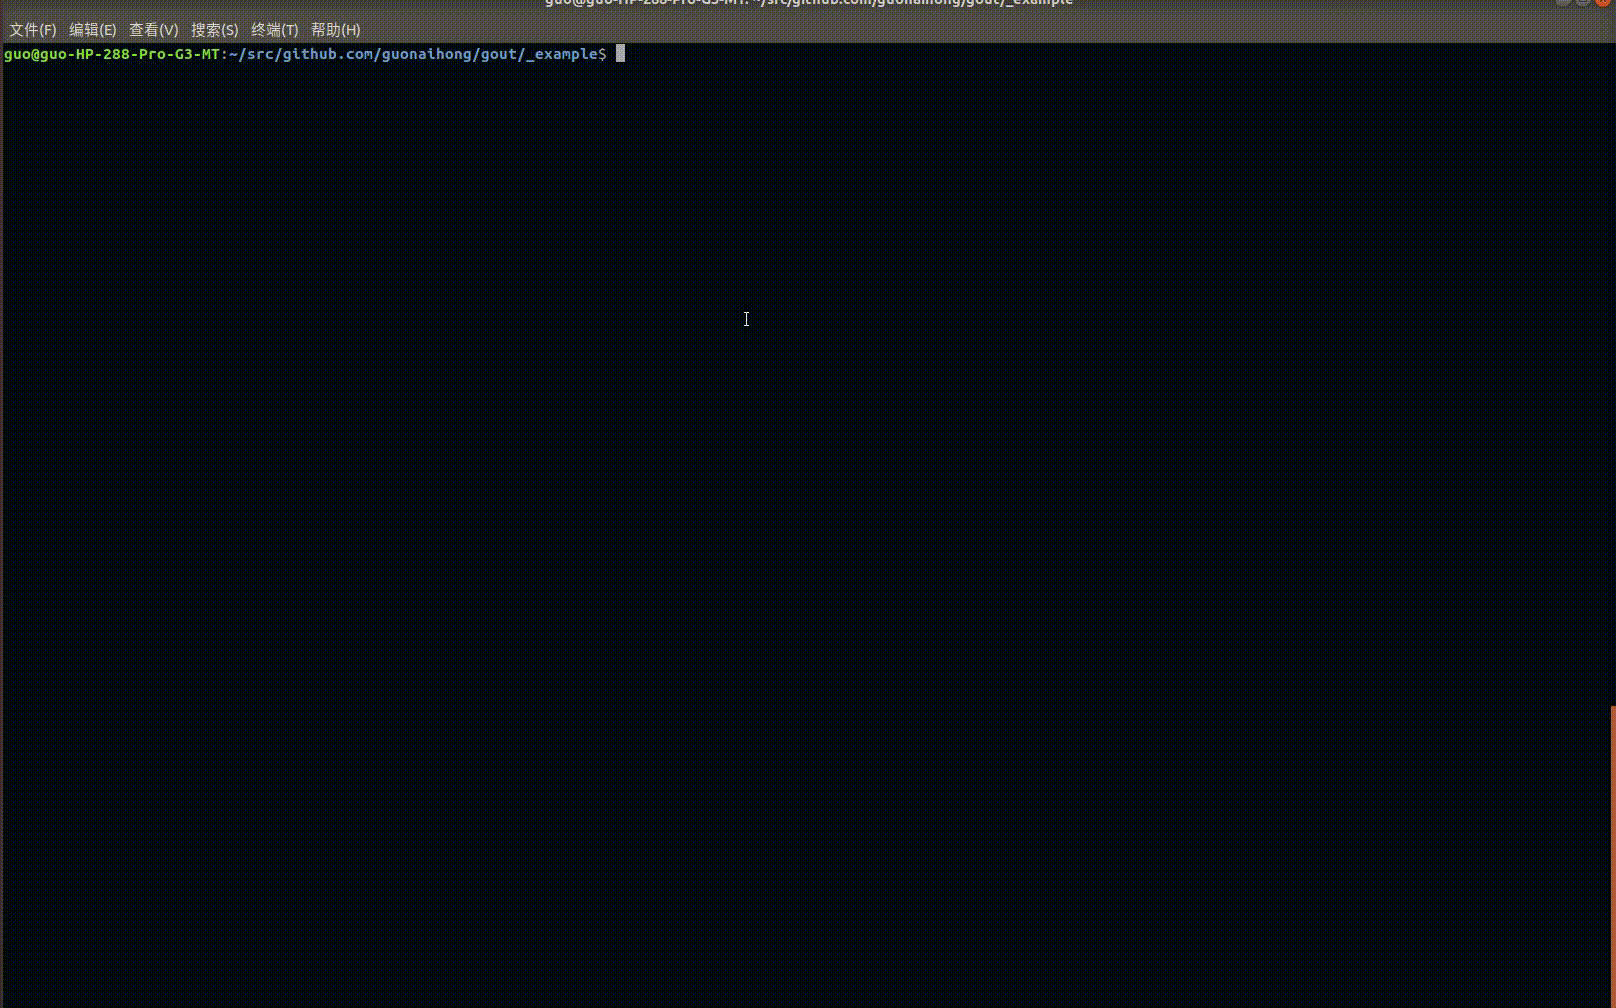 guo@guo-HP-288-Pro-G3-MT: ~/src/github.com/guonaihong/gout/_example
文件(F) 编辑(E) 查看(V) 搜索(S) 终端(T) 帮助(H)
guo@guo-HP-288-Pro-G3-MT:~/src/github.com/guonaihong/gout/_example$